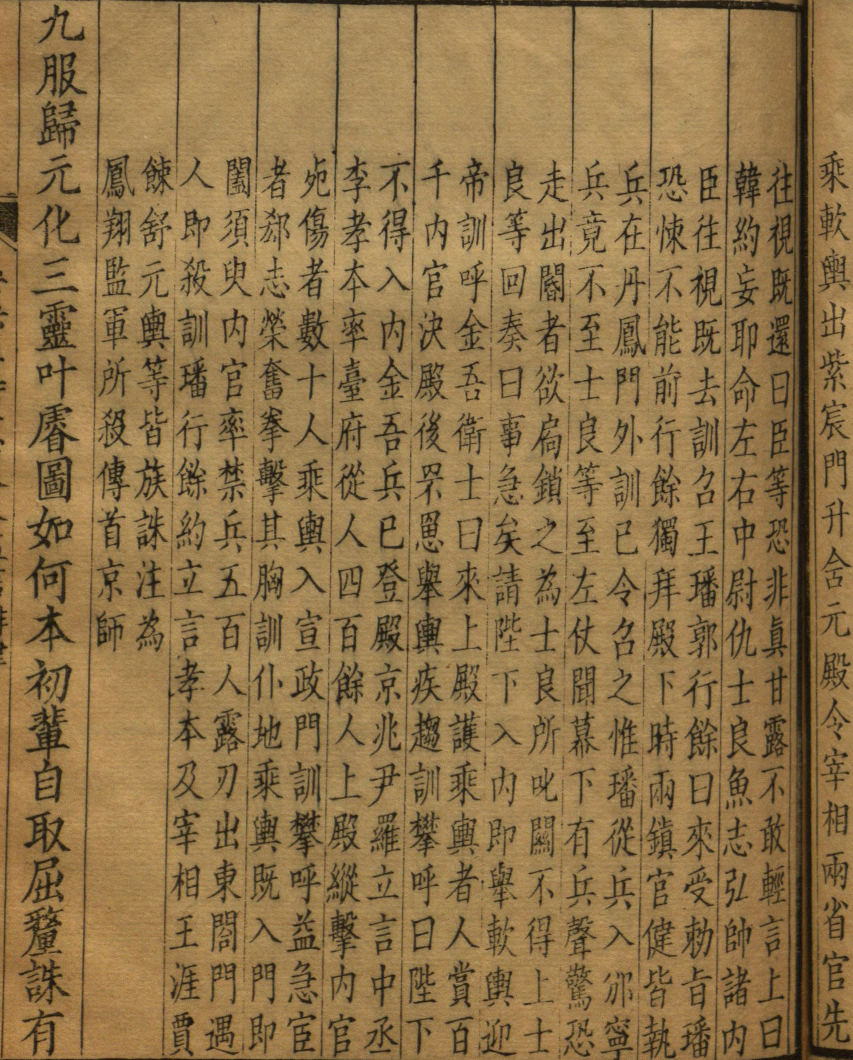 乘軟輿出紫宸門升含元殿令宰相兩省官先
往視既還曰臣等恐非眞甘露不敢輕言上曰
韓約妄耶命左右中尉仇士良魚志弘帥諸内
臣往視既去訓召王璠郭行餘曰來受勑旨璠
恐悚不能前行餘獨拜殿下時兩鎮官健皆執
兵在丹鳳門外訓已令召之惟璠從兵入邠寧
兵竟不至士良等至左仗聞幕下有兵聲驚恐
走出閽者欲扃鎖之為士良所叱關不得上士
良等回奏曰事急矣請陛下入内即舉軟輿迎
帝訓呼金吾衛士曰來上殿護乘輿者人賞百
千内官決殿後罘罳舉輿疾趨訓攀呼曰陛下
不得入内金吾兵已登殿京兆尹羅立言中丞
李孝本率臺府從人四百餘人上殿縱擊内官
死傷者數十人乘輿入宣政門訓攀呼益急宦
者郄志榮奮拳擊其胸訓仆地乘輿既入門即
闔須臾内官率禁兵五百人露刃出東閤門遇
人即殺訓璠行餘約立言孝本及宰相王涯賈
餗舒元輿等皆族誅注為
鳳翔監軍所殺傳首京師
九服歸元化三靈叶睿圖如何本初輩自取屈氂誅有